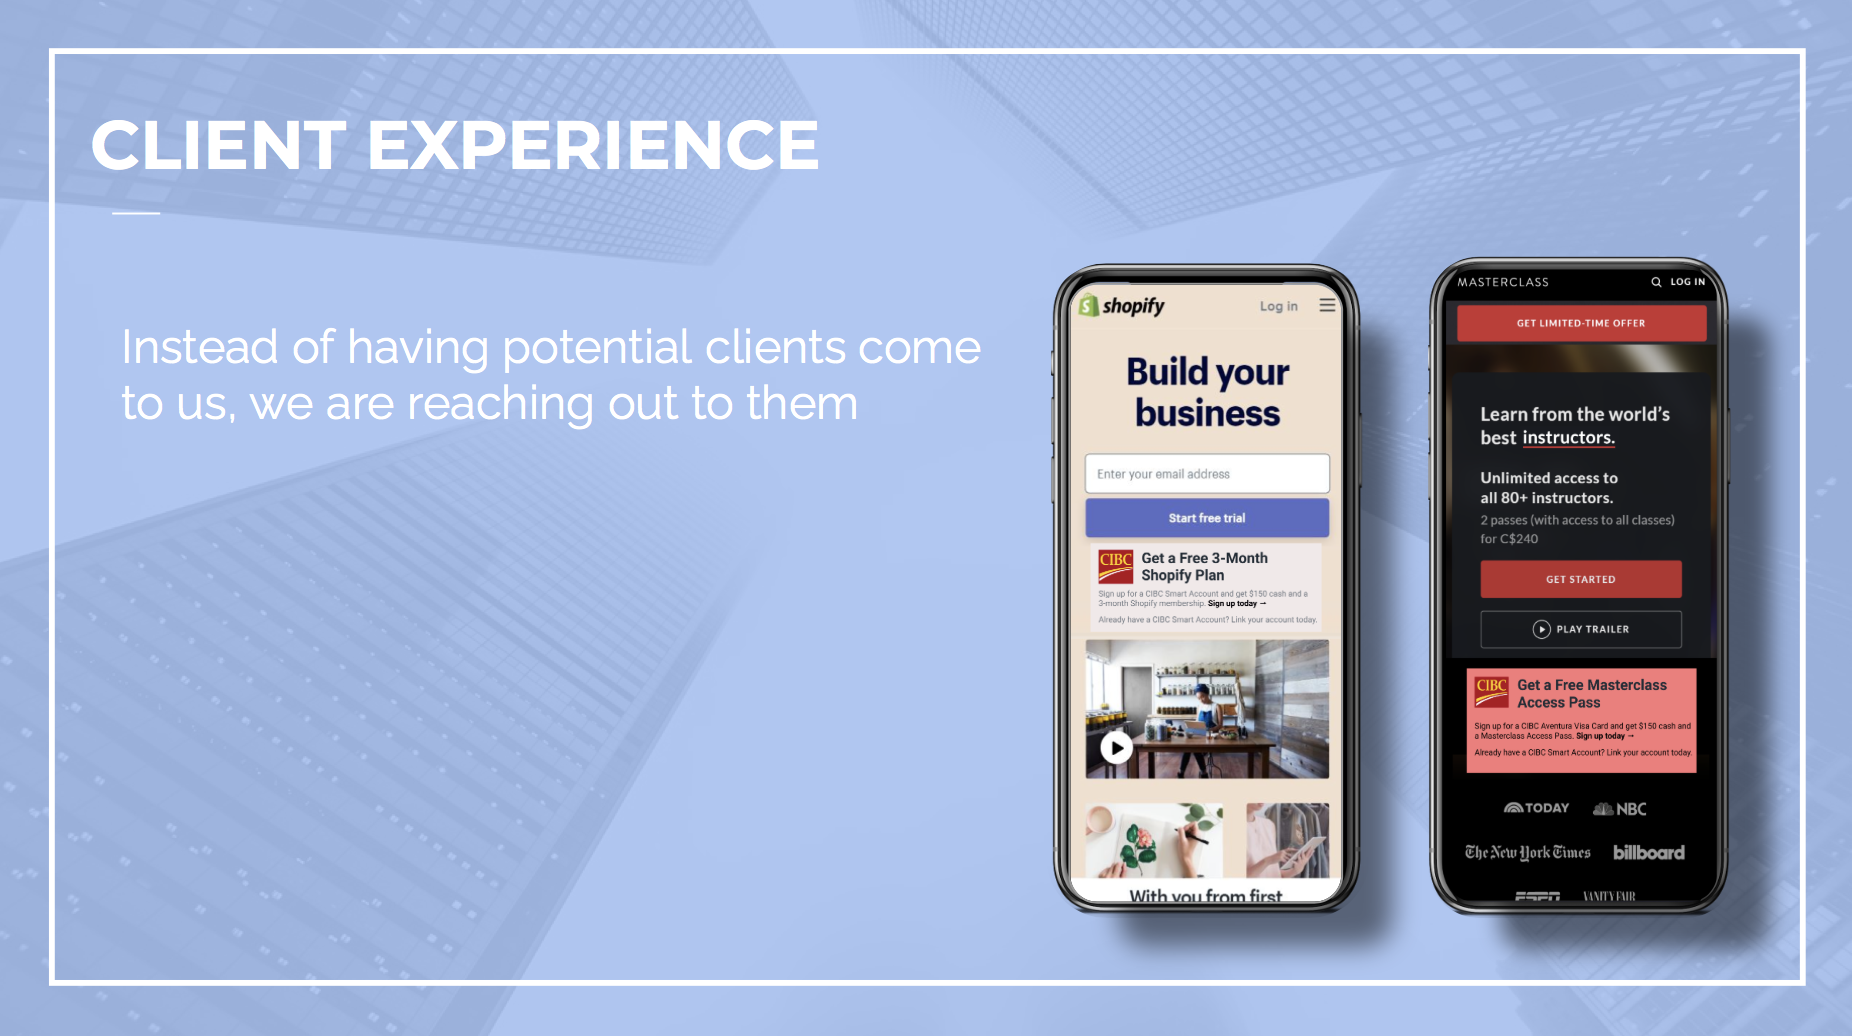 CLIENT EXPERIENCE
Instead of having potential clients come
to us, we are reaching out to them
shopify
Log in
Build your
business
Enter your email address
Start free trial
CIBC
Get a Free 3-Month
Shopify Plan
Sign up for a CIBC Smart Account and get $150 cash and a
3-month Shopify membership. Sign up today →
Already have a CIBC Smart Account? Link your account today.
With you from first
MASTERCLASS
LOG IN
GET LIMITED-TIME OFFER
Learn from the world's
best instructors.
Unlimited access to
all 80+ instructors.
2 passes (with access to all classes)
for C$240
GET STARTED
PLAY TRAILER
CIBC
Get a Free Masterclass
Access Pass
Sign up for a CIBC Aventura Visa Card and get $150 cash and
a Masterclass Access Pass. Sign up today →
Already have a CIBC Smart Account? Link your account today.
TODAY
NBC
The New York Times
billboard
ESPN
VANITY FAIR